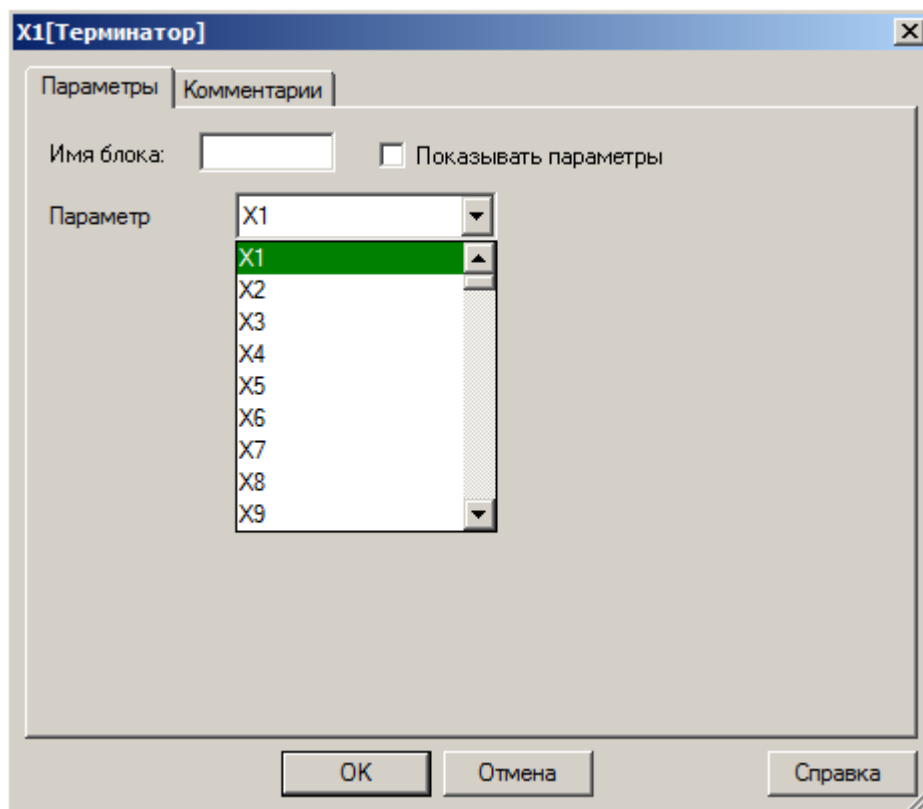 X1[Терминатор]
Параметры Комментарии
Имя блока: Показывать параметры
Параметр X1
X1
X2
X3
X4
X5
X6
X7
X8
X9
OK Отмена Справка